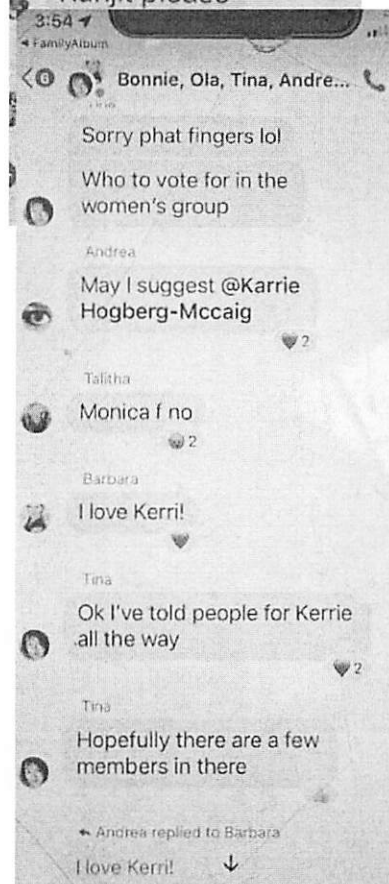 3:54
FamilyAlbum
6
Bonnie, Ola, Tina, Andre...
Sorry phat fingers lol
Who to vote for in the
women's group
Andrea
May I suggest @Karrie
Hogberg-Mccaig
2
Talitha
Monica f no
2
Barbara
I love Kerri!
Tina
Ok I've told people for Kerrie
all the way
2
Tina
Hopefully there are a few
members in there
Andrea replied to Barbara
I love Kerri!